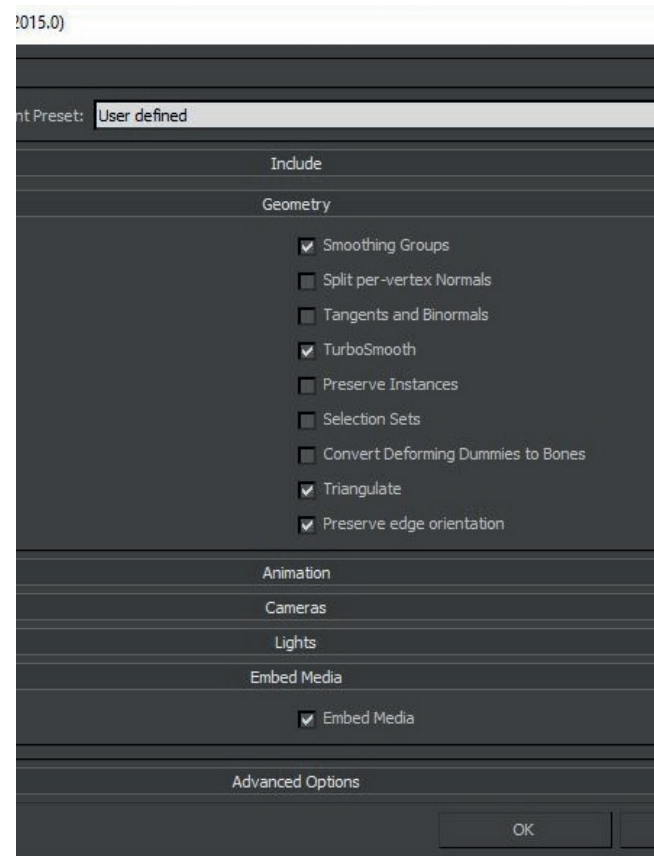 2015.0)
nt Preset: User defined
Include
Geometry
Smoothing Groups
Split per-vertex Normals
Tangents and Binormals
TurboSmooth
Preserve Instances
Selection Sets
Convert Deforming Dummies to Bones
Triangulate
Preserve edge orientation
Animation
Cameras
Lights
Embed Media
Embed Media
Advanced Options
OK